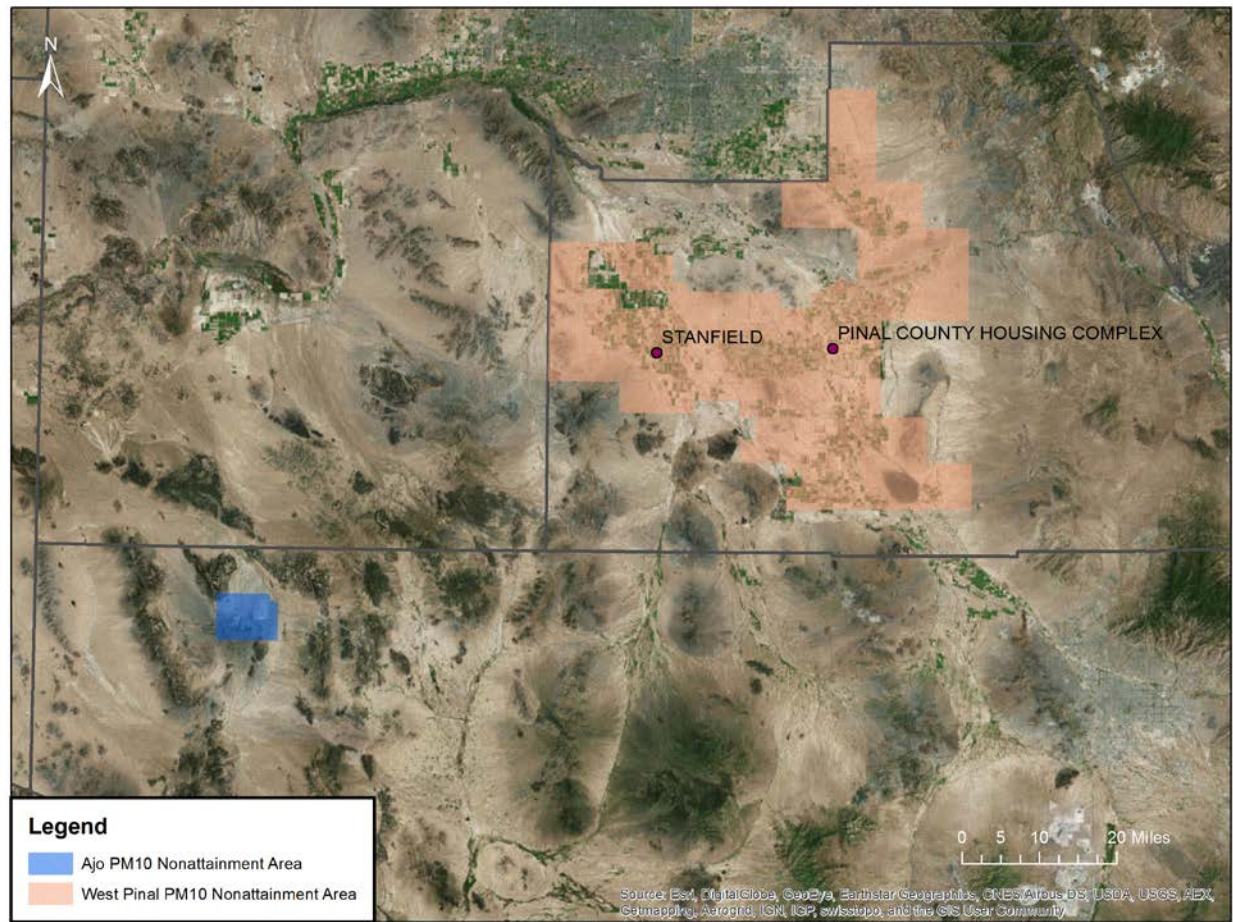 N
STANFIELD
PINAL COUNTY HOUSING COMPLEX
Legend
Ajo PM10 Nonattainment Area
West Pinal PM10 Nonattainment Area
0 5 10 20 Miles
Source: Esri, DigitalGlobe, GeoEye, Earthstar Geographics, CNES/Airbus DS, USDA, USGS, AEX,
Getmapping, Aerogrid, IGN, IGP, swisstopo, and the GIS User Community